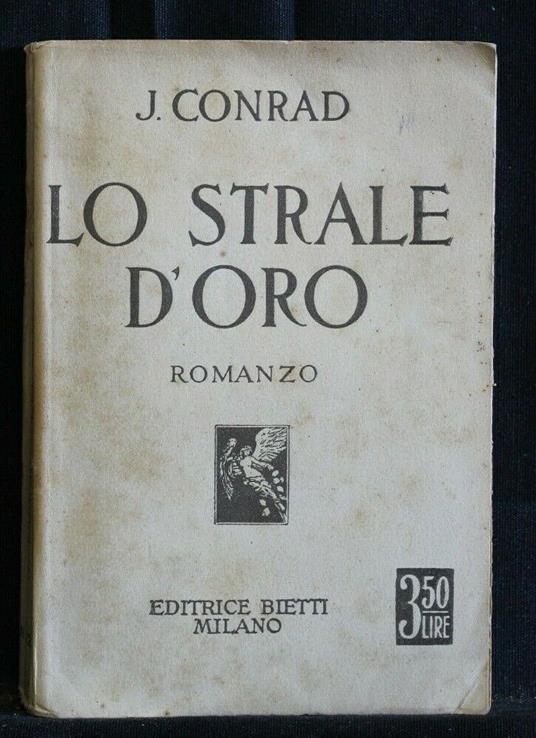 J. CONRAD
LO STRALE
D'ORO
ROMANZO
EDITRICE BIETTI
MILANO
3,50
LIRE